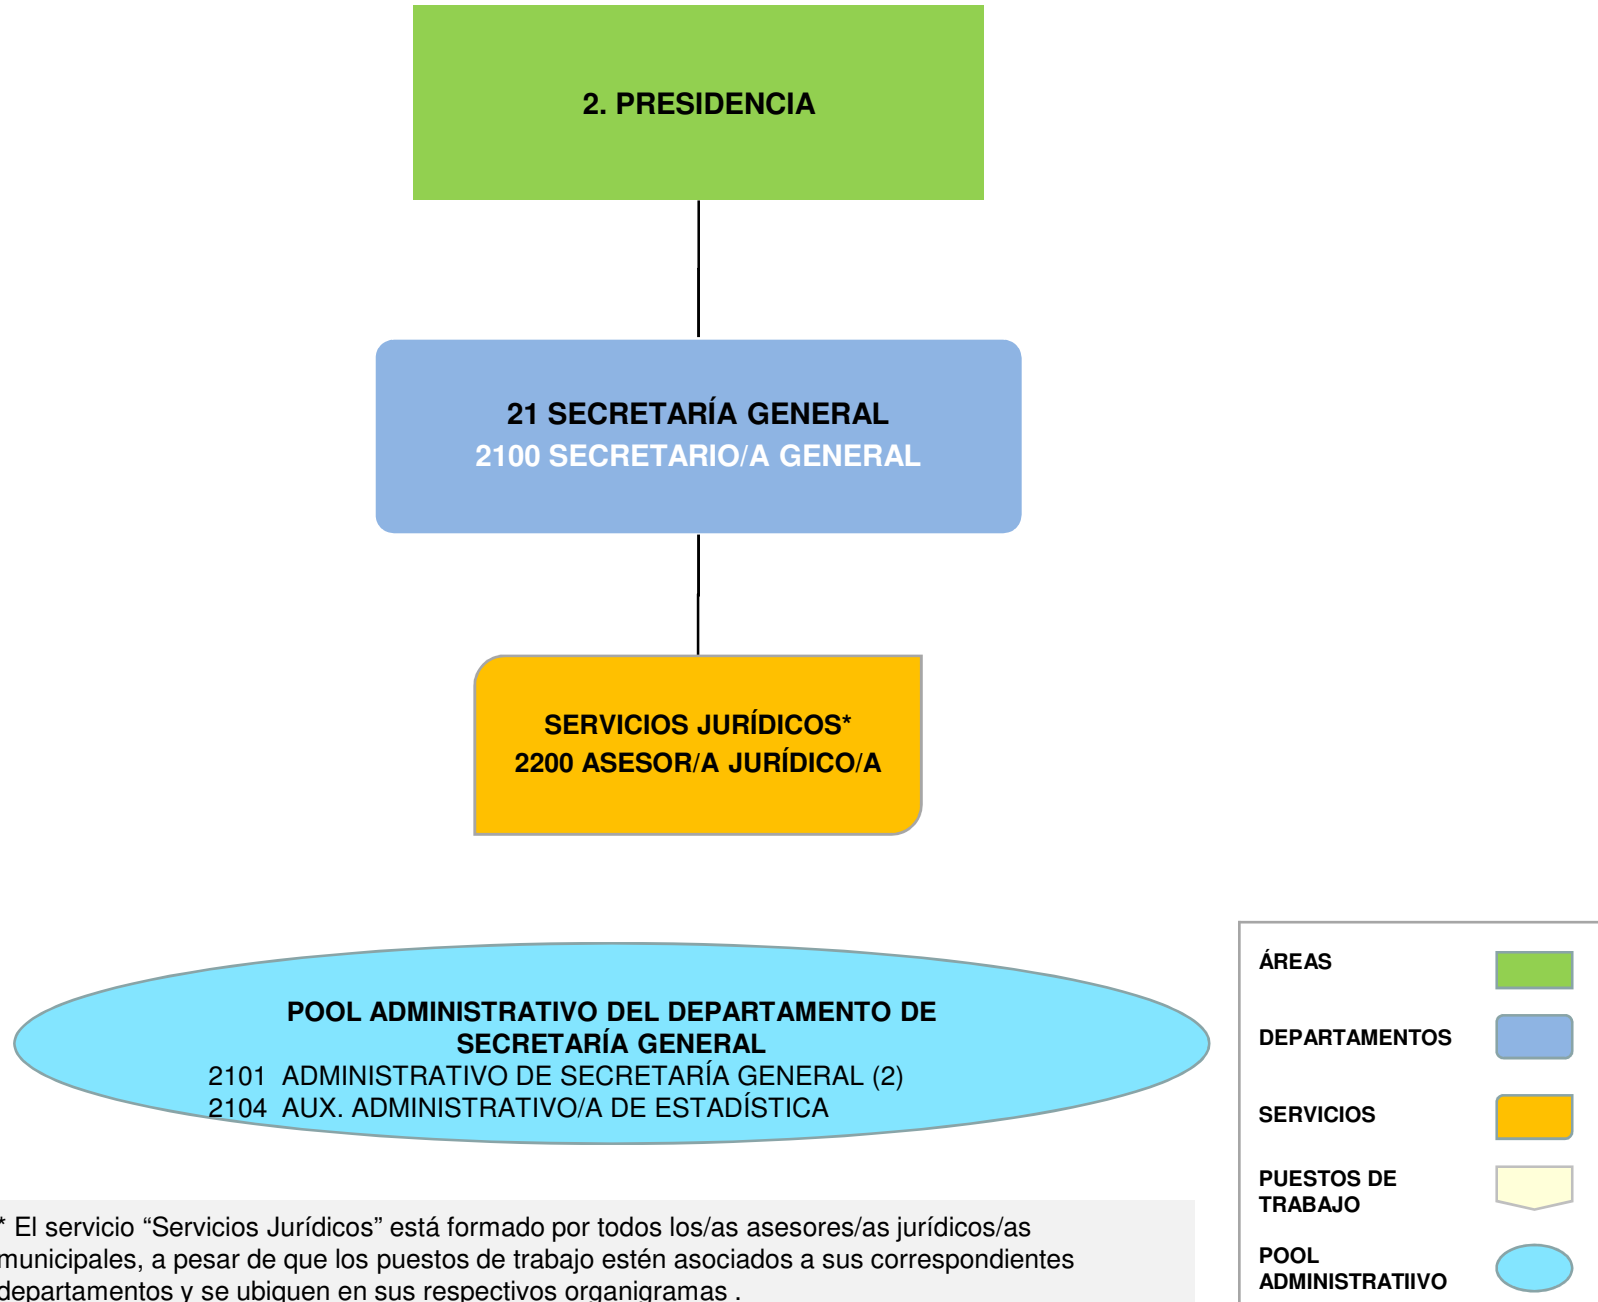 2. PRESIDENCIA
21 SECRETARÍA GENERAL
2100 SECRETARIO/A GENERAL
SERVICIOS JURÍDICOS*
2200 ASESOR/A JURÍDICO/A
POOL ADMINISTRATIVO DEL DEPARTAMENTO DE
SECRETARÍA GENERAL
2101 ADMINISTRATIVO DE SECRETARÍA GENERAL (2)
2104 AUX. ADMINISTRATIVO/A DE ESTADÍSTICA
* El servicio “Servicios Jurídicos” está formado por todos los/as asesores/as jurídicos/as
municipales, a pesar de que los puestos de trabajo estén asociados a sus correspondientes
departamentos y se ubiquen en sus respectivos organigramas .
ÁREAS
DEPARTAMENTOS
SERVICIOS
PUESTOS DE
TRABAJO
POOL
ADMINISTRATIIVO